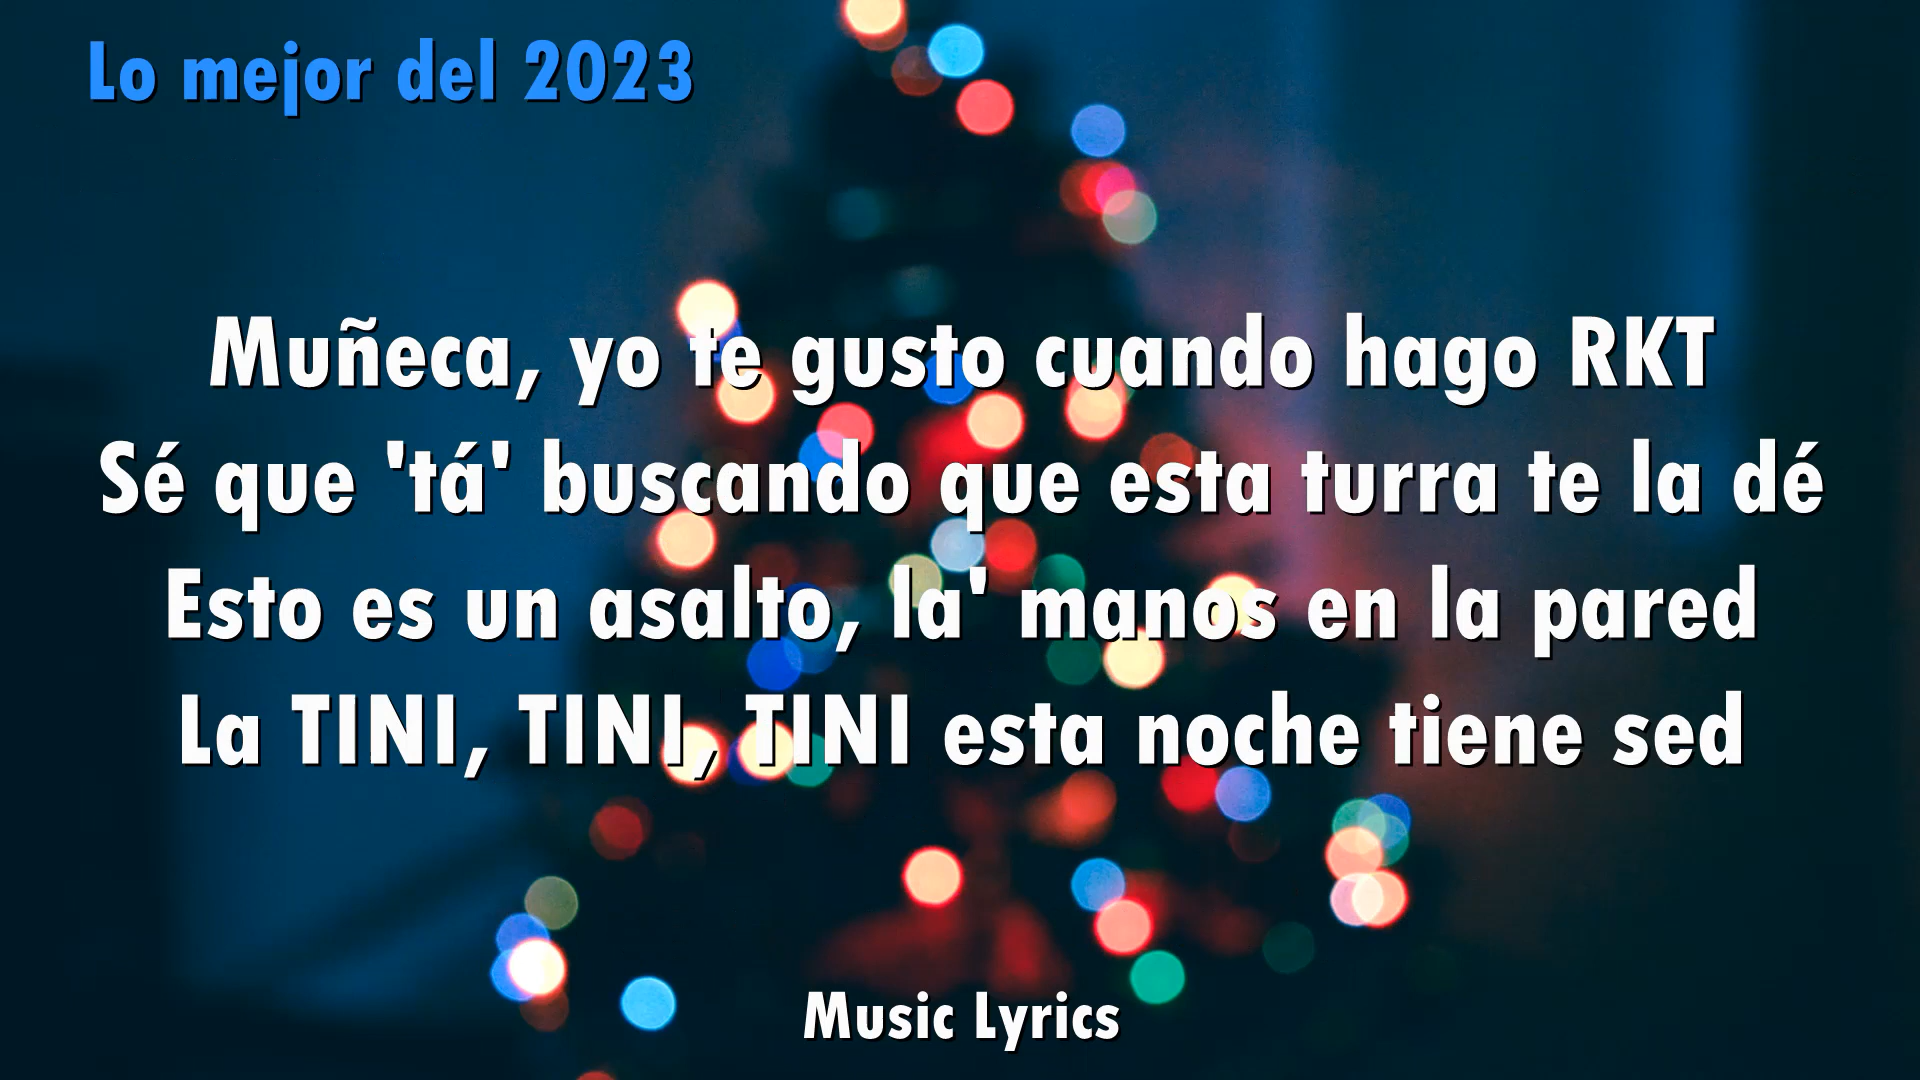 Lo mejor del 2023
Muñeca, yo te gusto cuando hago RKT
Sé que 'tá' buscando que esta turra te la dé
Esto es un asalto, la' manos en la pared
La TINI, TINI, TINI esta noche tiene sed
Music Lyrics